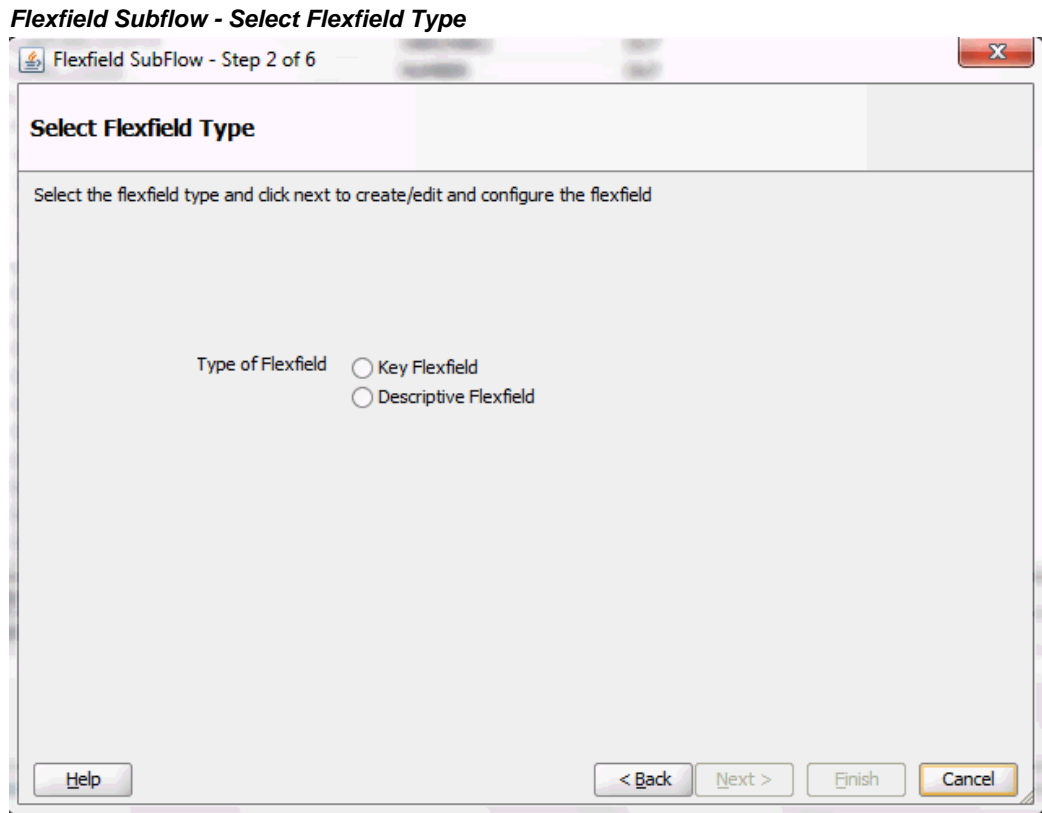 Flexfield Subflow - Select Flexfield Type
Flexfield SubFlow - Step 2 of 6
Select Flexfield Type
Select the flexfield type and click next to create/edit and configure the flexfield
Type of Flexfield
Key Flexfield
Descriptive Flexfield
Help
< Back
Next >
Finish
Cancel